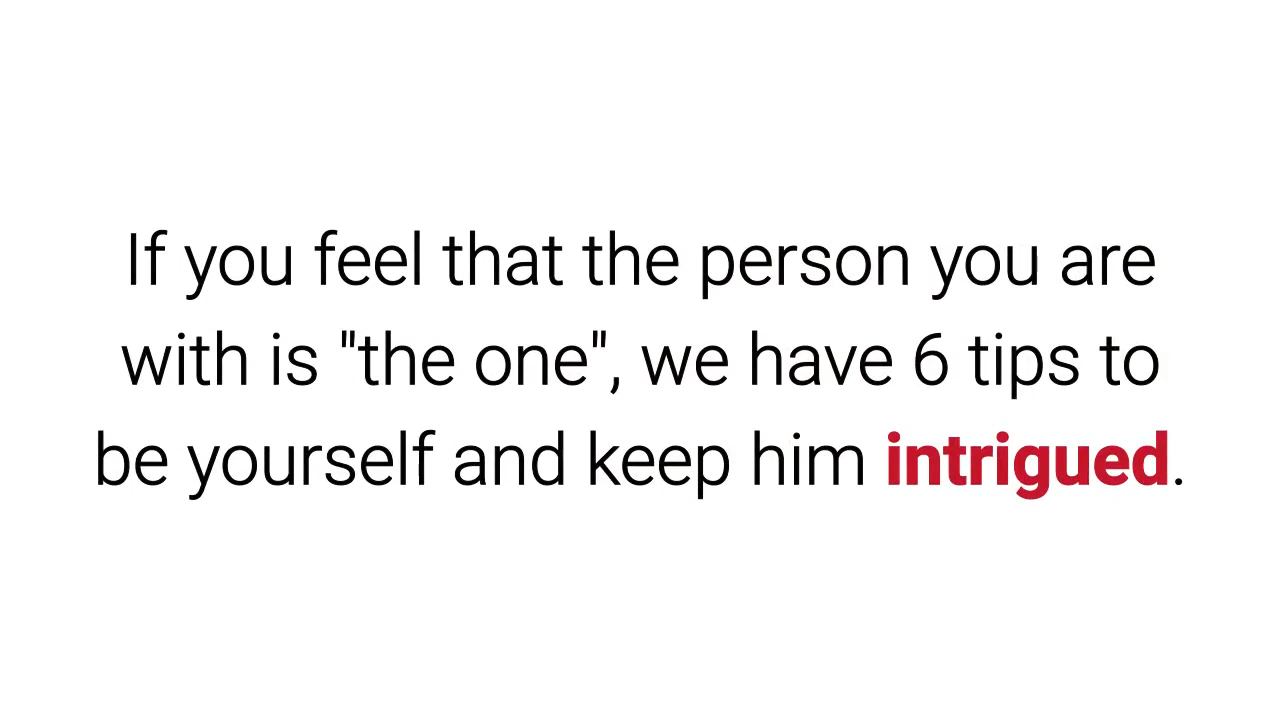 If you feel that the person you are
with is "the one", we have 6 tips to
be yourself and keep him intrigued.